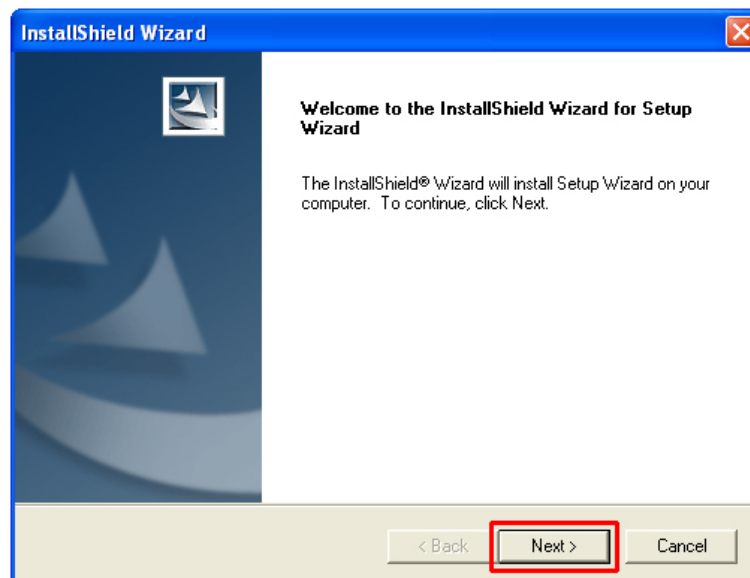 InstallShield Wizard
Welcome to the InstallShield Wizard for Setup
Wizard
The InstallShield® Wizard will install Setup Wizard on your
computer. To continue, click Next.
< Back
Next >
Cancel